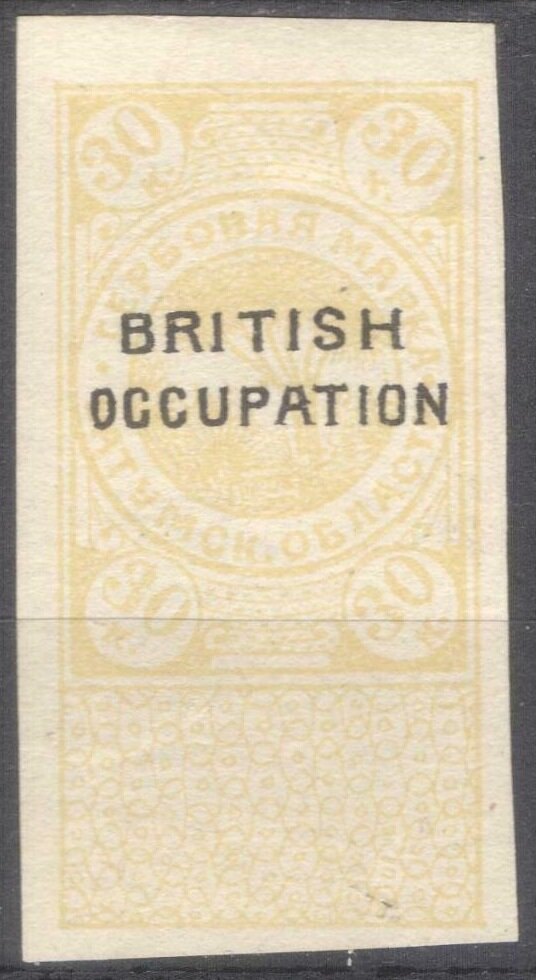 30 К.
30 К.
ГЕРБОВАЯ МАРКА
BRITISH
OCCUPATION
БАТУМСК. ОБЛАСТИ
30 К.
30 К.